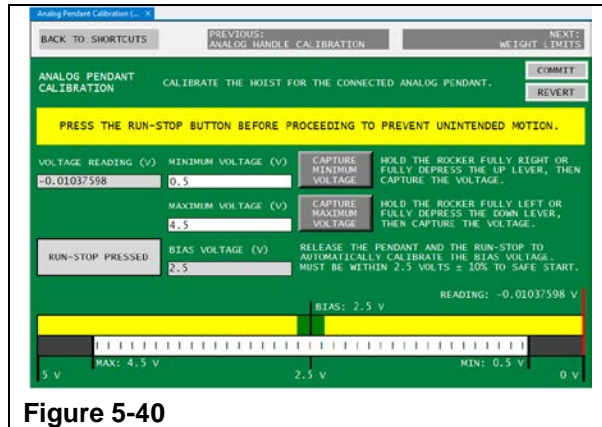 Analog Pendant Calibration (... ×
BACK TO SHORTCUTS
PREVIOUS:
ANALOG HANDLE CALIBRATION
NEXT:
WEIGHT LIMITS
ANALOG PENDANT
CALIBRATION
CALIBRATE THE HOIST FOR THE CONNECTED ANALOG PENDANT.
COMMIT
REVERT
PRESS THE RUN-STOP BUTTON BEFORE PROCEEDING TO PREVENT UNINTENDED MOTION.
VOLTAGE READING (V)
-0.01037598
MINIMUM VOLTAGE (V)
0.5
CAPTURE
MINIMUM
VOLTAGE
HOLD THE ROCKER FULLY RIGHT OR
FULLY DEPRESS THE UP LEVER, THEN
CAPTURE THE VOLTAGE.
MAXIMUM VOLTAGE (V)
4.5
CAPTURE
MAXIMUM
VOLTAGE
HOLD THE ROCKER FULLY LEFT OR
FULLY DEPRESS THE DOWN LEVER,
THEN CAPTURE THE VOLTAGE.
RUN-STOP PRESSED
BIAS VOLTAGE (V)
2.5
RELEASE THE PENDANT AND THE RUN-STOP TO
AUTOMATICALLY CALIBRATE THE BIAS VOLTAGE.
MUST BE WITHIN 2.5 VOLTS ± 10% TO SAFE START.
READING: -0.01037598 V
BIAS: 2.5 V
MAX: 4.5 V
MIN: 0.5 V
5 V
2.5 V
0 V
Figure 5-40